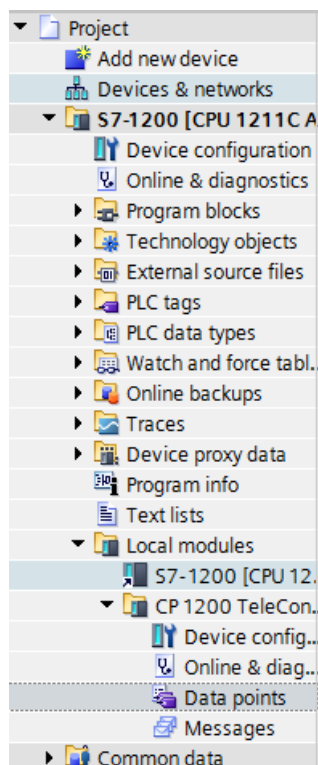 Project
Add new device
Devices & networks
S7-1200 [CPU 1211C A
Device configuration
Online & diagnostics
Program blocks
Technology objects
External source files
PLC tags
PLC data types
Watch and force tabl..
Online backups
Traces
Device proxy data
Program info
Text lists
Local modules
S7-1200 [CPU 12.
CP 1200 TeleCon..
Device config...
Online & diag...
Data points
Messages
Common data